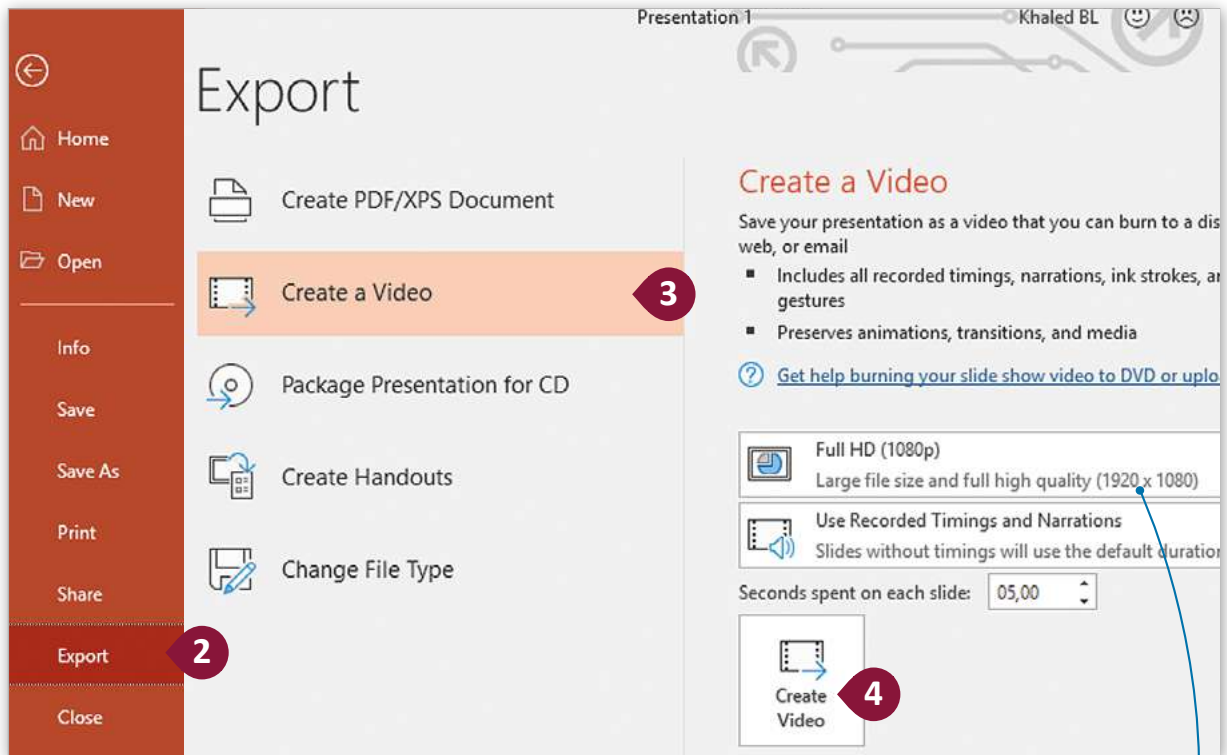 Presentation 1
Khaled BL
Export
Home
New
Open
Info
Save
Save As
Print
Share
Export
2
Close
Create PDF/XPS Document
Create a Video
3
Package Presentation for CD
Create Handouts
Change File Type
Create a Video
Save your presentation as a video that you can burn to a dis
web, or email
■ Includes all recorded timings, narrations, ink strokes, ar
gestures
■ Preserves animations, transitions, and media
Get help burning your slide show video to DVD or uplo
Full HD (1080p)
Large file size and full high quality (1920 x 1080)
Use Recorded Timings and Narrations
Slides without timings will use the default duration
Seconds spent on each slide: 05,00
Create
Video
4